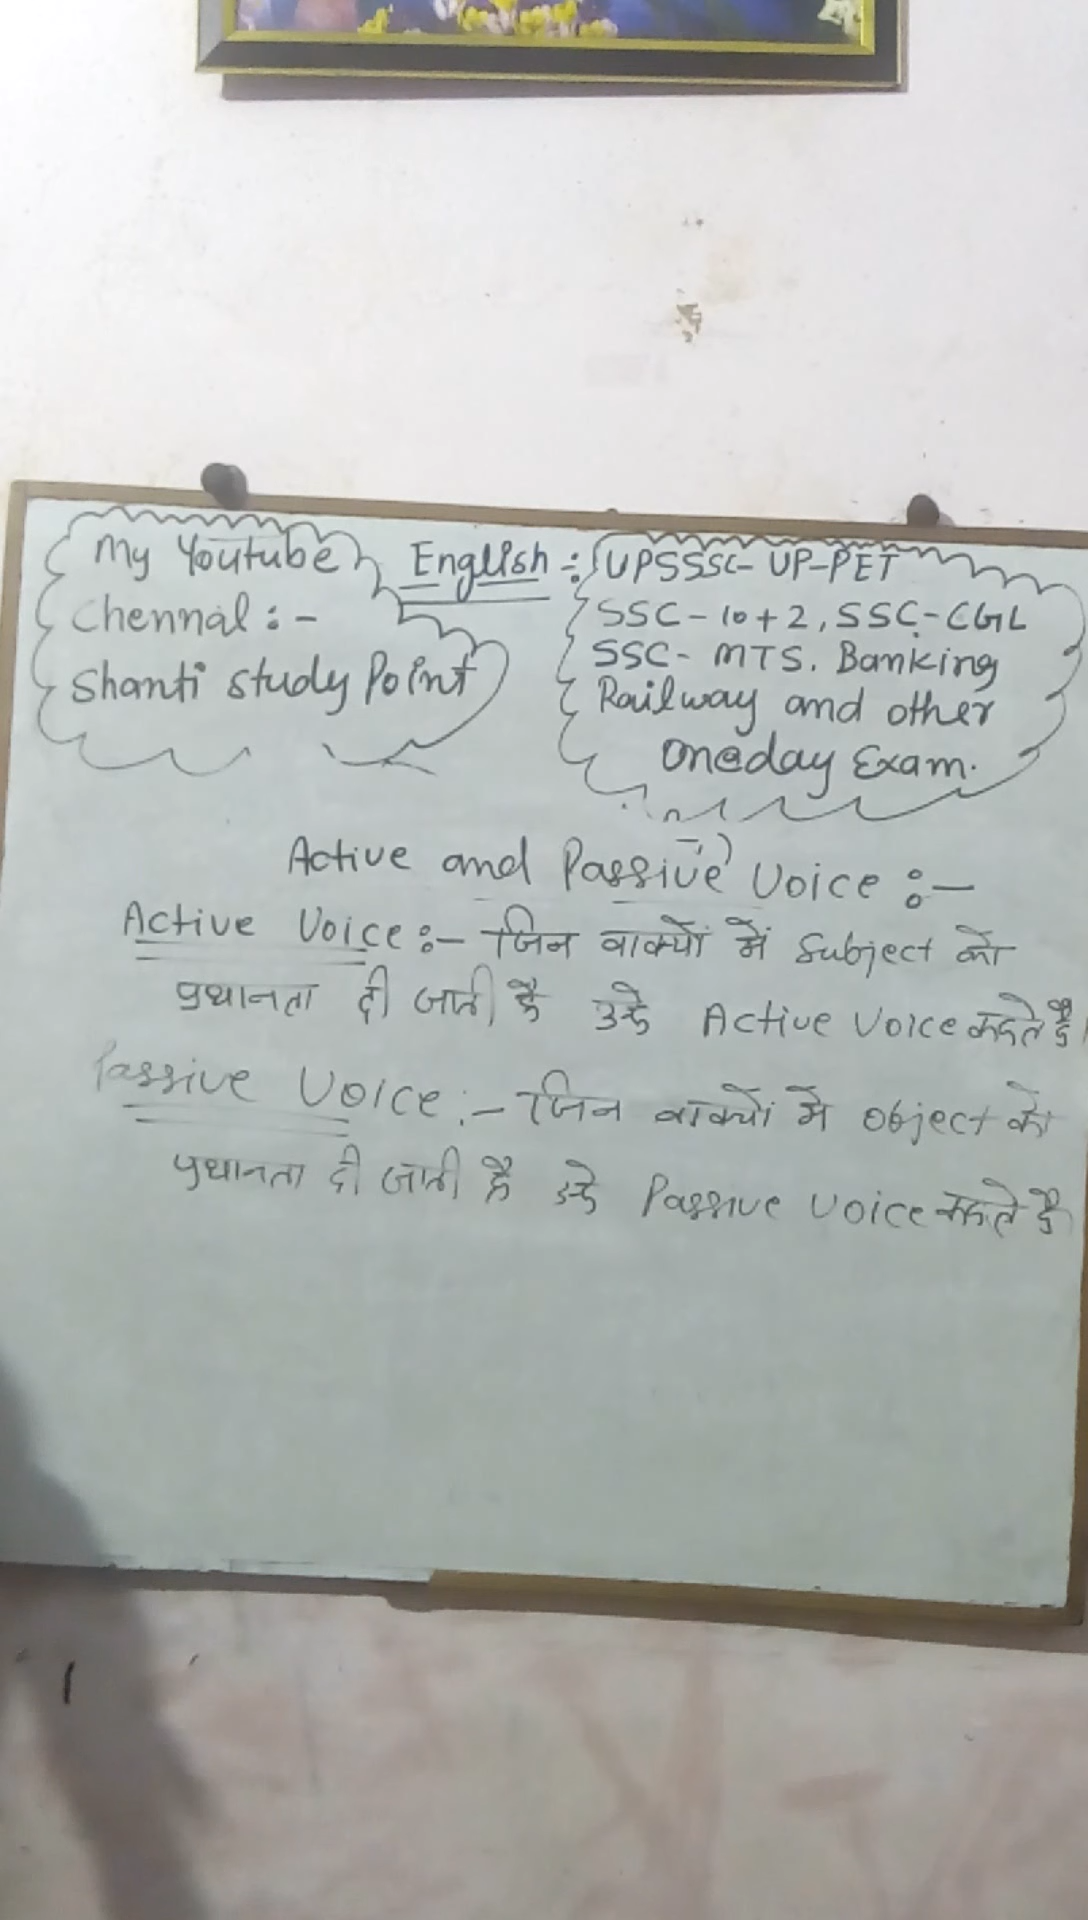 My Youtube
Chennal :-
Shanti study Point
English :-
UPSSSC- UP-PET
SSC-10+2, SSC-CGL
SSC- MTS. Banking
Railway and other
Oneday Exam.
Active and Passive Voice :-
Active Voice :- जिन वाक्यों में Subject को
प्रधानता दी जाती है उन्हे Active Voice कहते है।
Passive Voice :- जिन वाक्यों मे Object को
प्रधानता दी जाती है उन्हे Passive Voice कहते है